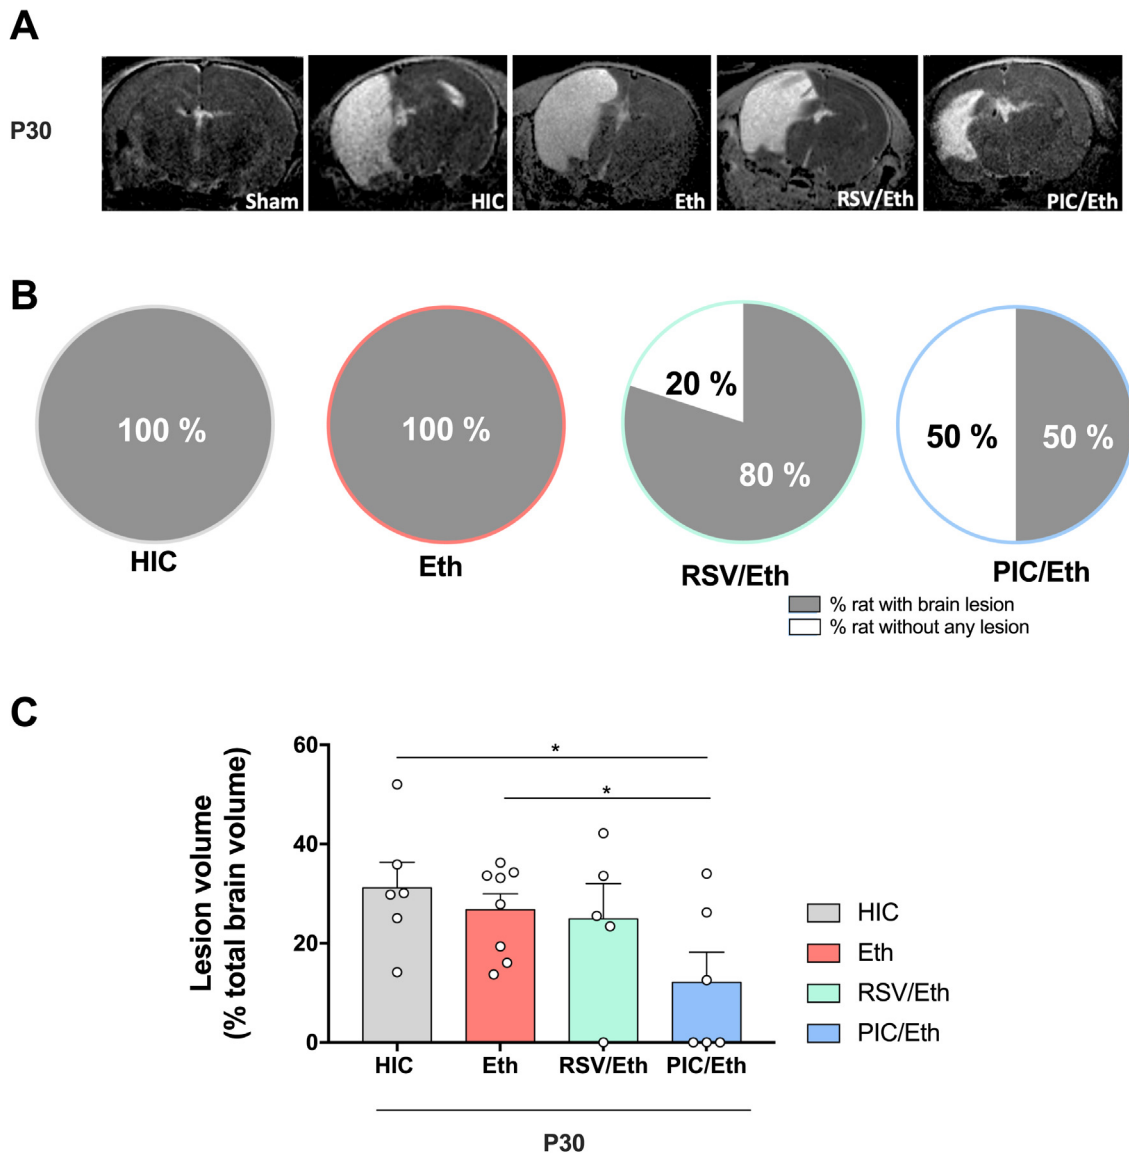 A
P30
Sham
HIC
Eth
RSV/Eth
PIC/Eth
B
100 %
100 %
20 %
80 %
50 %
50 %
HIC
Eth
RSV/Eth
PIC/Eth
% rat with brain lesion
% rat without any lesion
C
Lesion volume
(% total brain volume)
60
40
20
0
*
*
HIC
Eth
RSV/Eth
PIC/Eth
HIC
Eth
RSV/Eth
PIC/Eth
P30